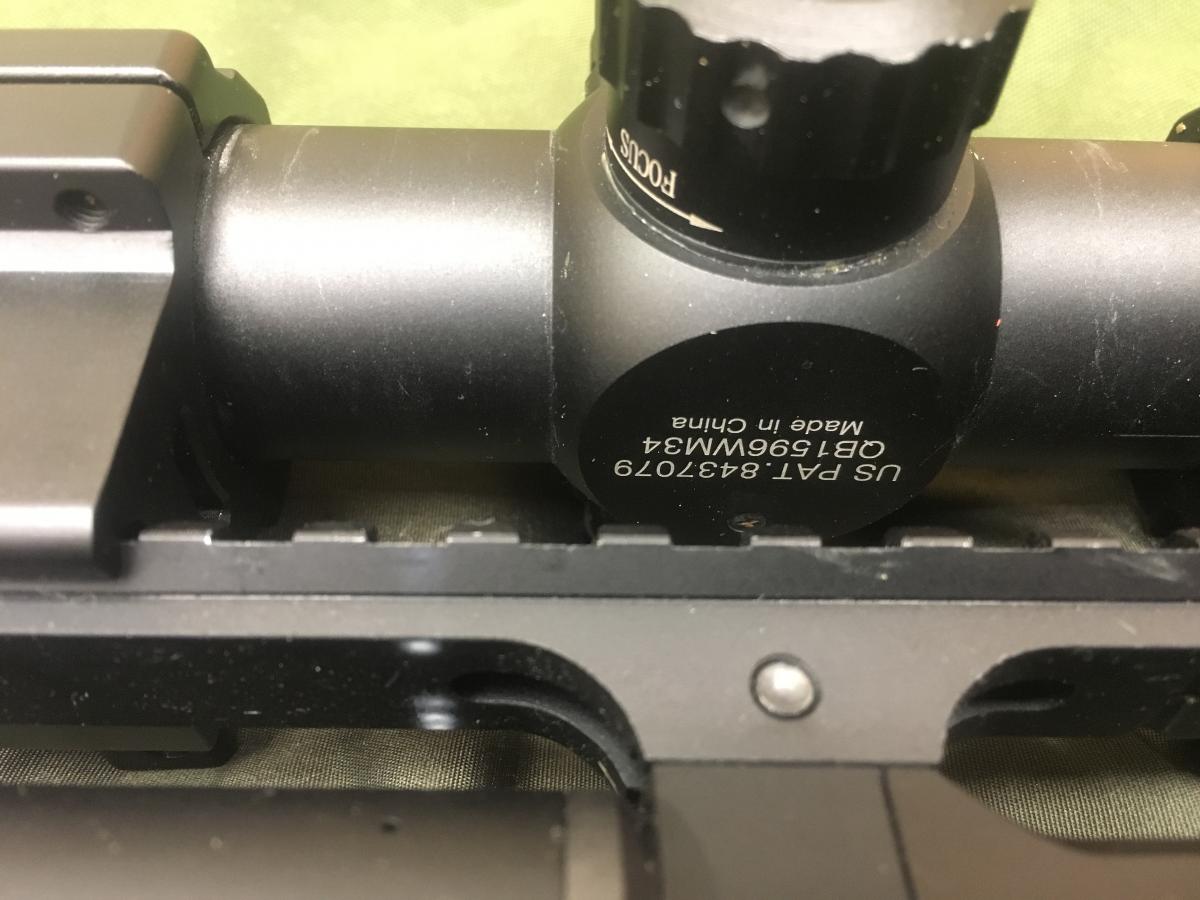 FOCUS
US PAT.8437079
QB1596WM34
Made in China